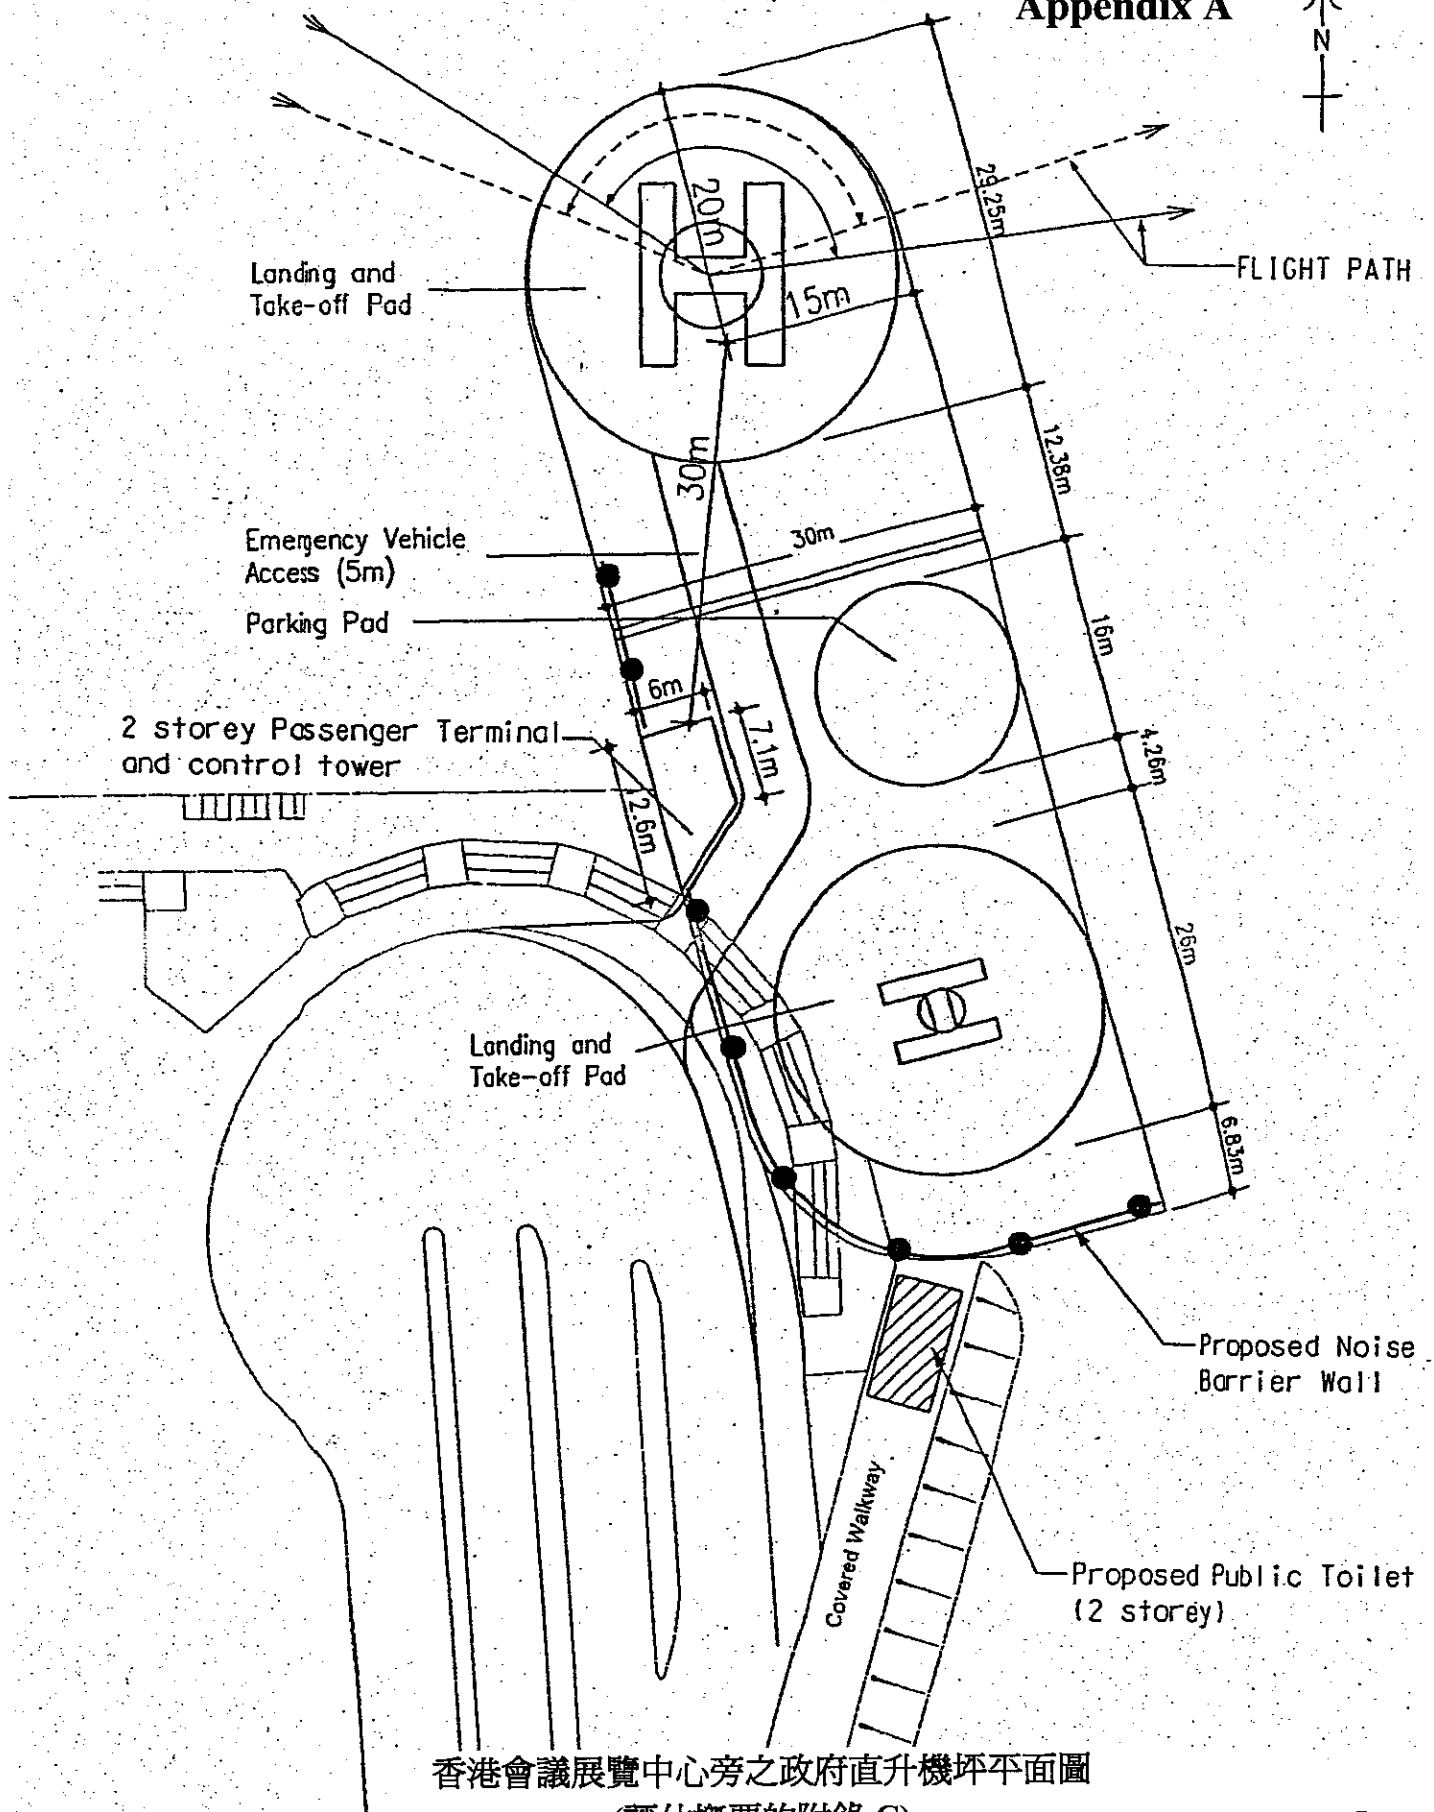 Appendix A
N
20m
29.25m
Landing and
Take-off Pad
FLIGHT PATH
15m
12.38m
30m
Emergency Vehicle
Access (5m)
30m
Parking Pad
16m
6m
2 storey Passenger Terminal
and control tower
7.1m
4.26m
12.6m
26m
Landing and
Take-off Pad
6.83m
Proposed Noise
Barrier Wall
Covered Walkway
Proposed Public Toilet
(2 storey)
香港會議展覽中心旁之政府直升機坪平面圖